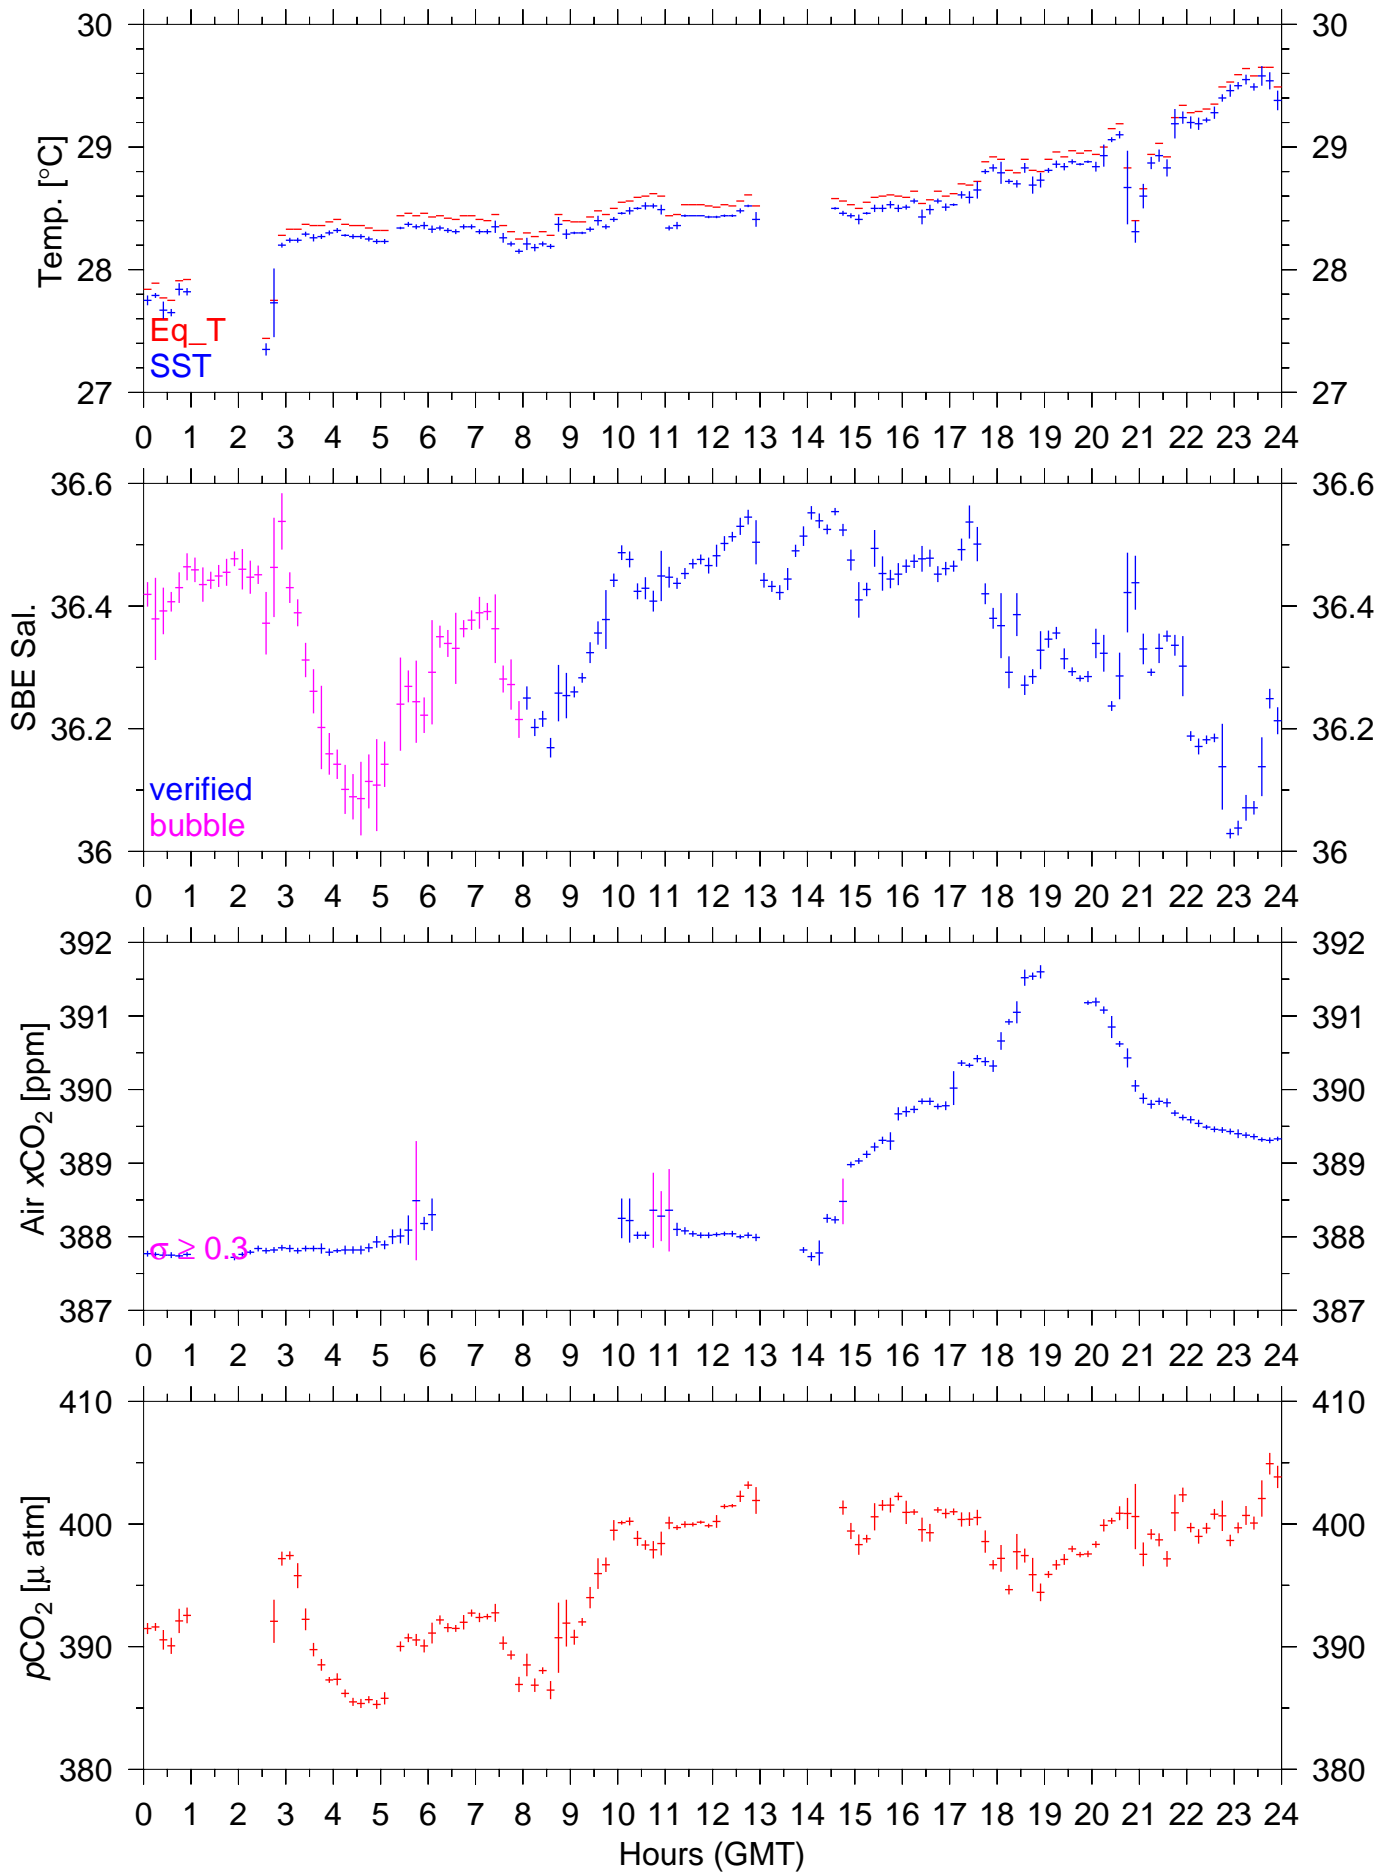 30 30
29 29
28 28
27 27
Temp. [°C]
Eq_T
SST
0 1 2 3 4 5 6 7 8 9 10 11 12 13 14 15 16 17 18 19 20 21 22 23 24
36.6 36.6
36.4 36.4
36.2 36.2
36 36
SBE Sal.
verified
bubble
0 1 2 3 4 5 6 7 8 9 10 11 12 13 14 15 16 17 18 19 20 21 22 23 24
392 392
391 391
390 390
389 389
388 388
387 387
Air xCO₂ [ppm]
σ ≥ 0.3
0 1 2 3 4 5 6 7 8 9 10 11 12 13 14 15 16 17 18 19 20 21 22 23 24
410 410
400 400
390 390
380 380
pCO₂ [µ atm]
0 1 2 3 4 5 6 7 8 9 10 11 12 13 14 15 16 17 18 19 20 21 22 23 24
Hours (GMT)